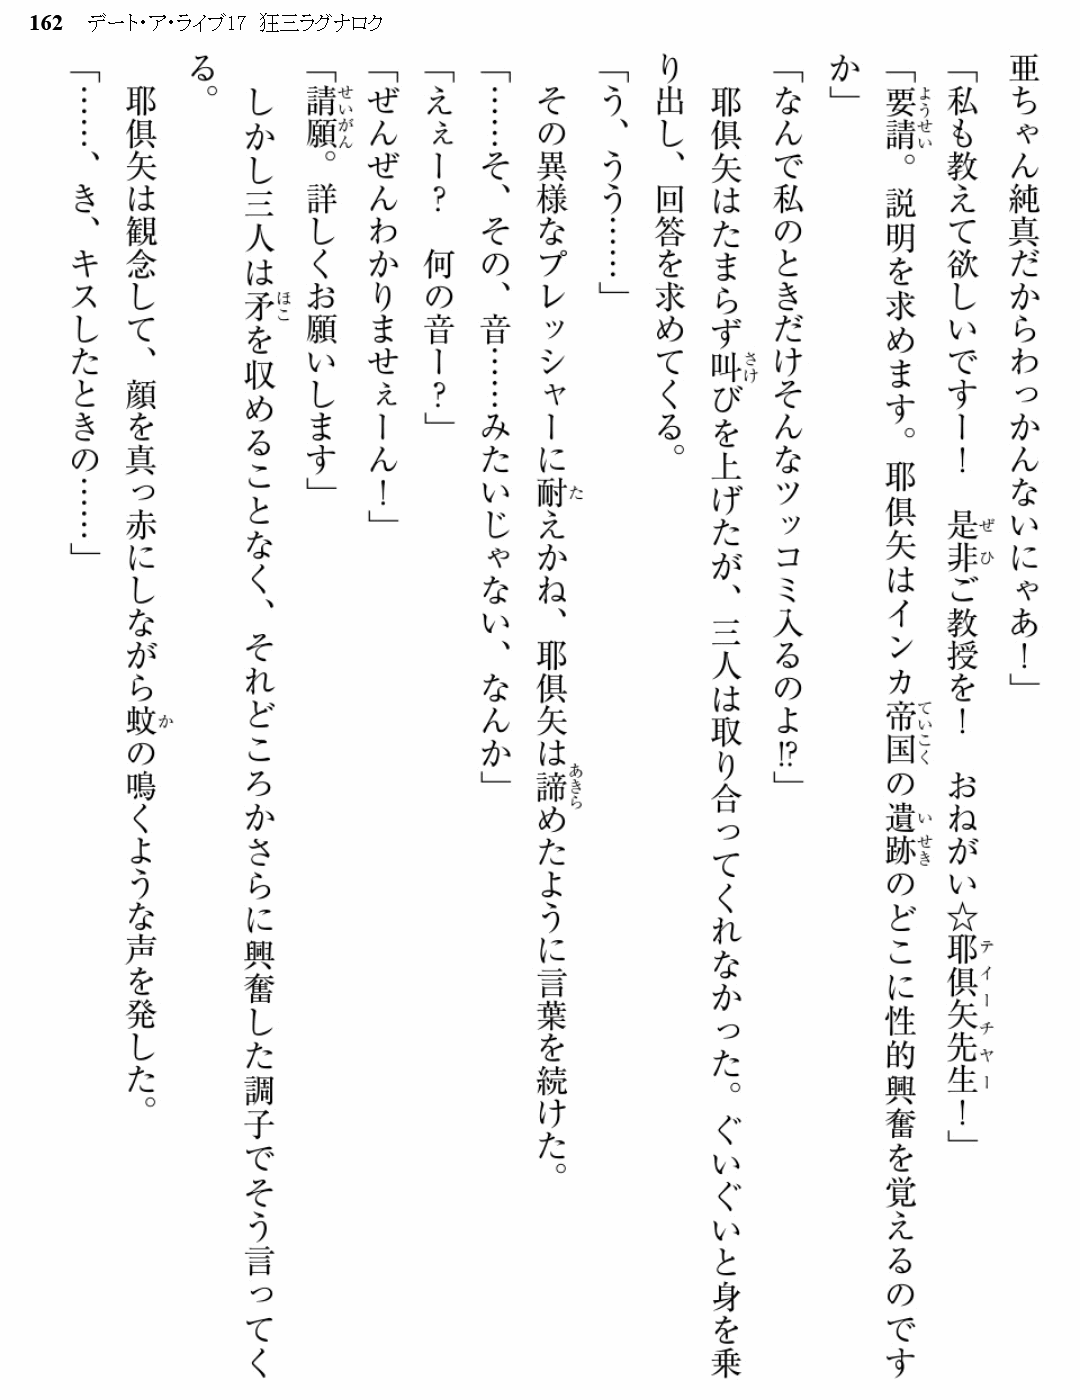 162 デート・ア・ライブ17 狂三ラグナロク
亜ちゃん純真だからわっかんないにゃあ！」
「私も教えて欲しいですー！　是非ご教授を！　おねがい☆耶倶矢先生！」
「要請。説明を求めます。耶倶矢はインカ帝国の遺跡のどこに性的興奮を覚えるのです
か」
「なんで私のときだけそんなツッコミ入るのよ!?」
耶倶矢はたまらず叫びを上げたが、三人は取り合ってくれなかった。ぐいぐいと身を乗
り出し、回答を求めてくる。
「う、うう……」
その異様なプレッシャーに耐えかね、耶倶矢は諦めたように言葉を続けた。
「……そ、その、音……みたいじゃない、なんか」
「えぇー？　何の音ー？」
「ぜんぜんわかりませぇーん！」
「請願。詳しくお願いします」
しかし三人は矛を収めることなく、それどころかさらに興奮した調子でそう言ってく
る。
耶倶矢は観念して、顔を真っ赤にしながら蚊の鳴くような声を発した。
「……、き、キスしたときの……」